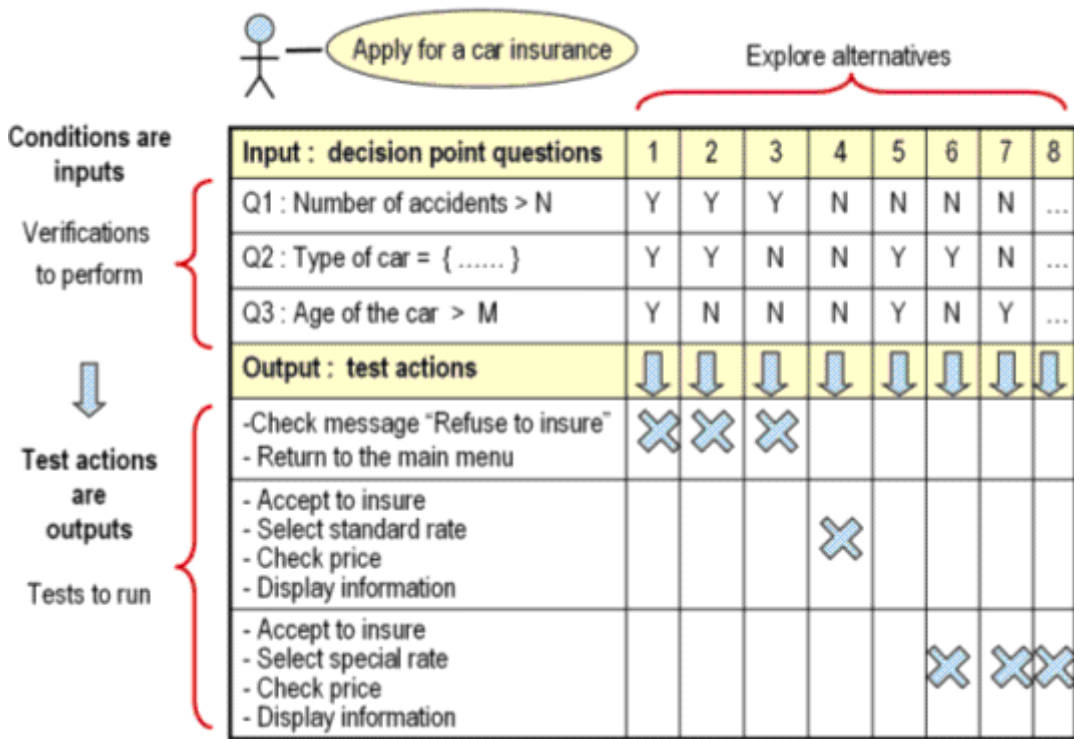 Apply for a car insurance
Explore alternatives
Conditions are
inputs
Verifications
to perform
Test actions
are
outputs
Tests to run
Input : decision point questions 1 2 3 4 5 6 7 8
Q1 : Number of accidents > N Y Y Y N N N N ...
Q2 : Type of car = { ...... } Y Y N N Y Y N ...
Q3 : Age of the car > M Y N N N Y N Y ...
Output : test actions
-Check message “Refuse to insure”
- Return to the main menu
- Accept to insure
- Select standard rate
- Check price
- Display information
- Accept to insure
- Select special rate
- Check price
- Display information